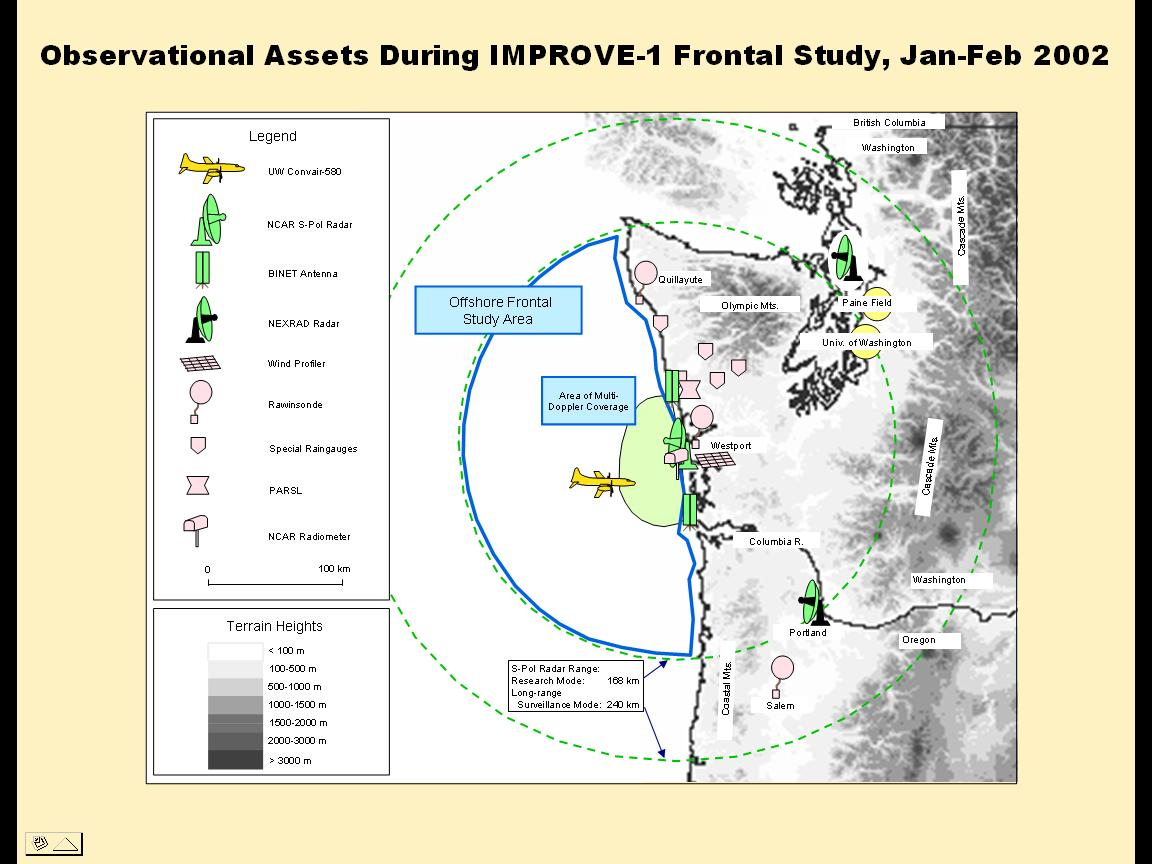 Observational Assets During IMPROVE-1 Frontal Study, Jan-Feb 2002
Legend
UW Convair-580
NCAR S-Pol Radar
BINET Antenna
NEXRAD Radar
Wind Profiler
Rawinsonde
Special Raingauges
PARSL
NCAR Radiometer
0 100 km
Terrain Heights
< 100 m
100-500 m
500-1000 m
1000-1500 m
1500-2000 m
2000-3000 m
> 3000 m
British Columbia
Washington
Cascade Mts.
Quillayute
Olympic Mts.
Paine Field
Univ. of Washington
Offshore Frontal
Study Area
Area of Multi-
Doppler Coverage
Westport
Cascade Mts.
Columbia R.
Washington
Portland
Oregon
S-Pol Radar Range:
Research Mode: 168 km
Long-range
Surveillance Mode: 240 km
Coastal Mts.
Salem